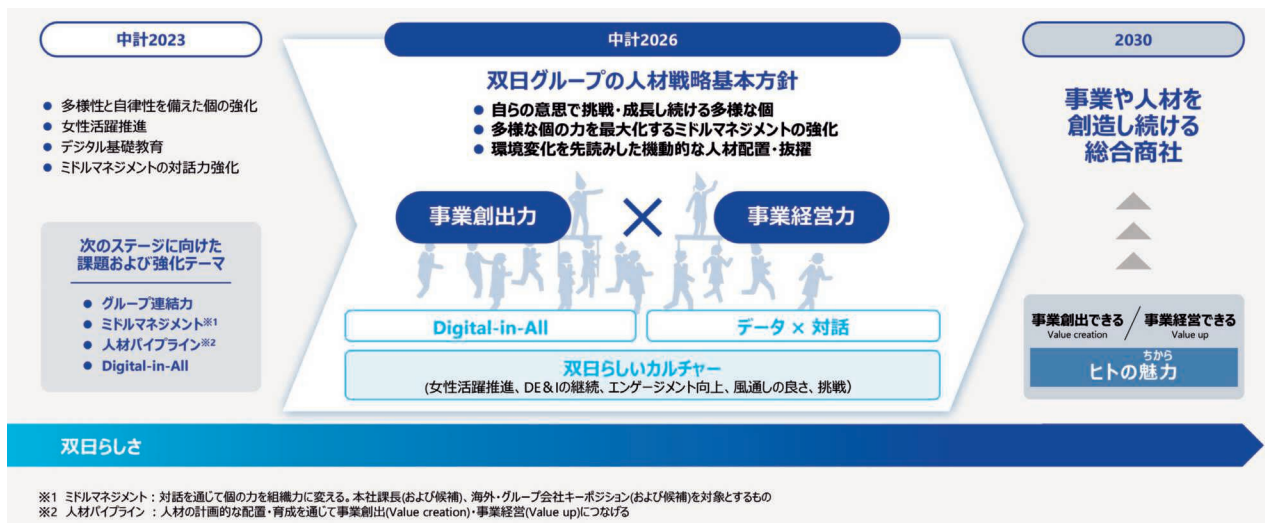 中計2023
● 多様性と自律性を備えた個の強化
● 女性活躍推進
● デジタル基礎教育
● ミドルマネジメントの対話力強化
次のステージに向けた
課題および強化テーマ
● グループ連結力
● ミドルマネジメント※1
● 人材パイプライン※2
● Digital-in-All
中計2026
双日グループの人材戦略基本方針
● 自らの意思で挑戦・成長し続ける多様な個
● 多様な個の力を最大化するミドルマネジメントの強化
● 環境変化を先読みした機動的な人材配置・抜擢
事業創出力 × 事業経営力
Digital-in-All
データ × 対話
双日らしいカルチャー
(女性活躍推進、DE&Iの継続、エンゲージメント向上、風通しの良さ、挑戦)
2030
事業や人材を
創造し続ける
総合商社
事業創出できる / 事業経営できる
Value creation Value up
ちから
ヒトの魅力
双日らしさ
※1 ミドルマネジメント : 対話を通じて個の力を組織力に変える。本社課長(および候補)、海外・グループ会社キーポジション(および候補)を対象とするもの
※2 人材パイプライン : 人材の計画的な配置・育成を通じて事業創出(Value creation)・事業経営(Value up)につなげる